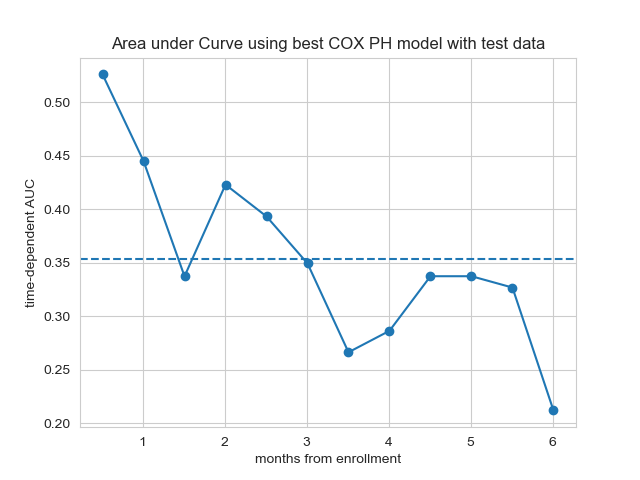 Area under Curve using best COX PH model with test data
time-dependent AUC
0.50
0.45
0.40
0.35
0.30
0.25
0.20
1 2 3 4 5 6
months from enrollment